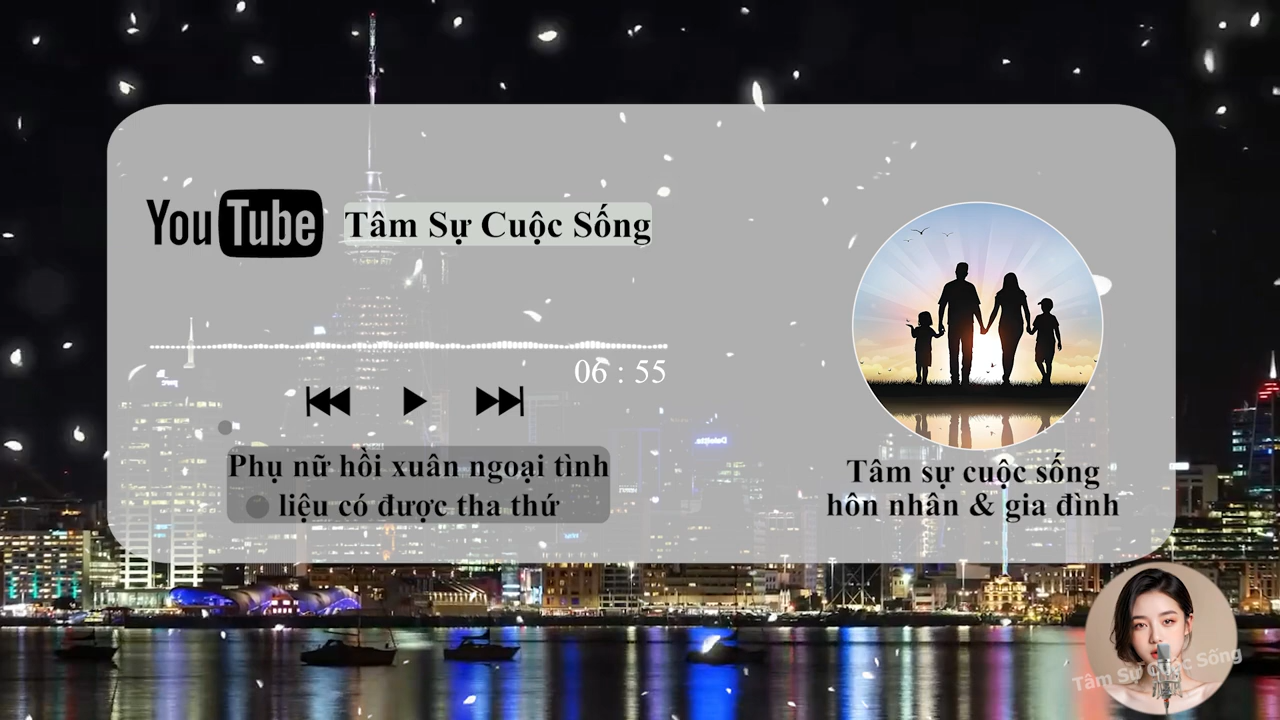 YouTube
Tâm Sự Cuộc Sống
06 : 55
Phụ nữ hồi xuân ngoại tình
liệu có được tha thứ
Tâm sự cuộc sống
hôn nhân & gia đình
Deloitte.
Tâm Sự Cuộc Sống